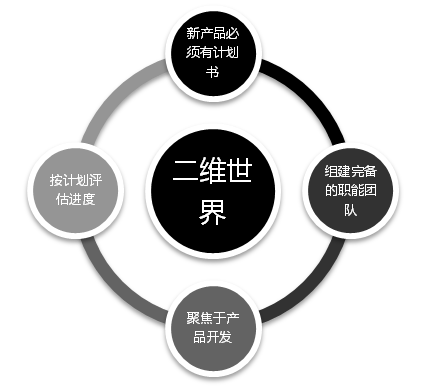 新产品必
须有计划
书
组建完备
的职能团
队
聚焦于产
品开发
按计划评
估进度
二维世
界